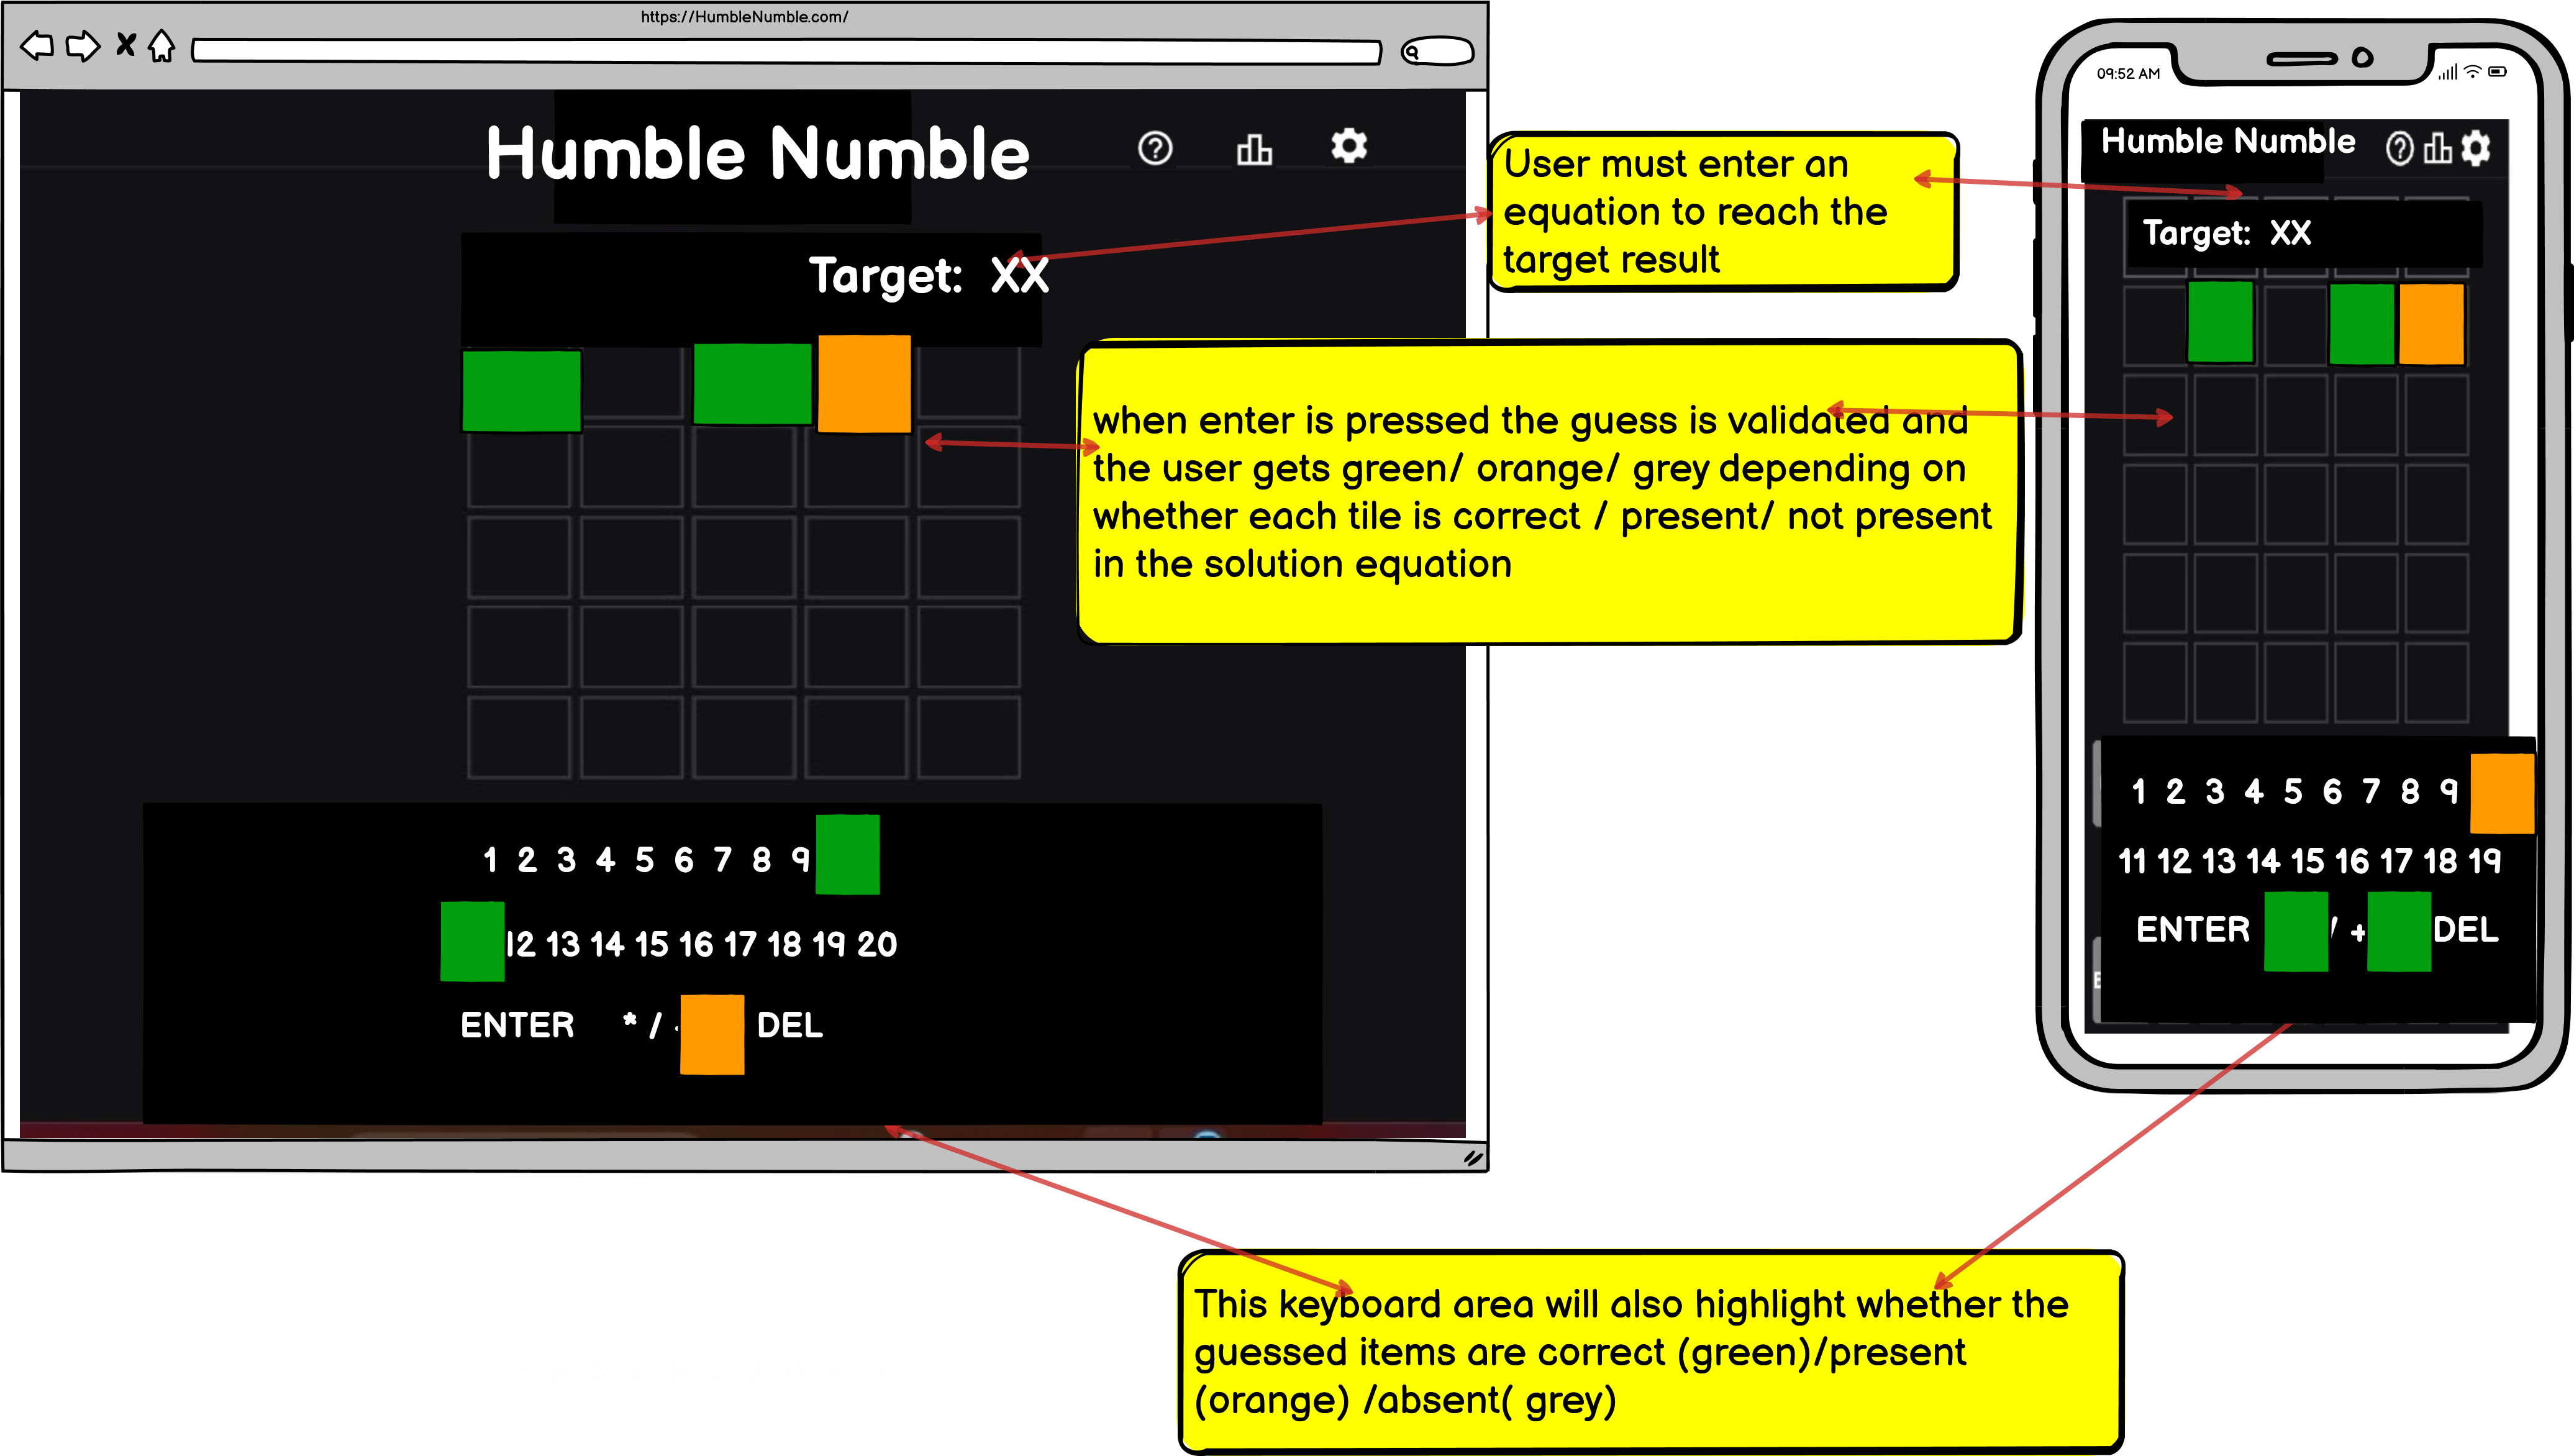 https://HumbleNumble.com/
Humble Numble
Target: XX
1 2 3 4 5 6 7 8 9
12 13 14 15 16 17 18 19 20
ENTER * / DEL
User must enter an
equation to reach the
target result
when enter is pressed the guess is validated and
the user gets green/ orange/ grey depending on
whether each tile is correct / present/ not present
in the solution equation
09:52 AM
Humble Numble
Target: XX
1 2 3 4 5 6 7 8 9
11 12 13 14 15 16 17 18 19
ENTER / + DEL
This keyboard area will also highlight whether the
guessed items are correct (green)/present
(orange) /absent( grey)